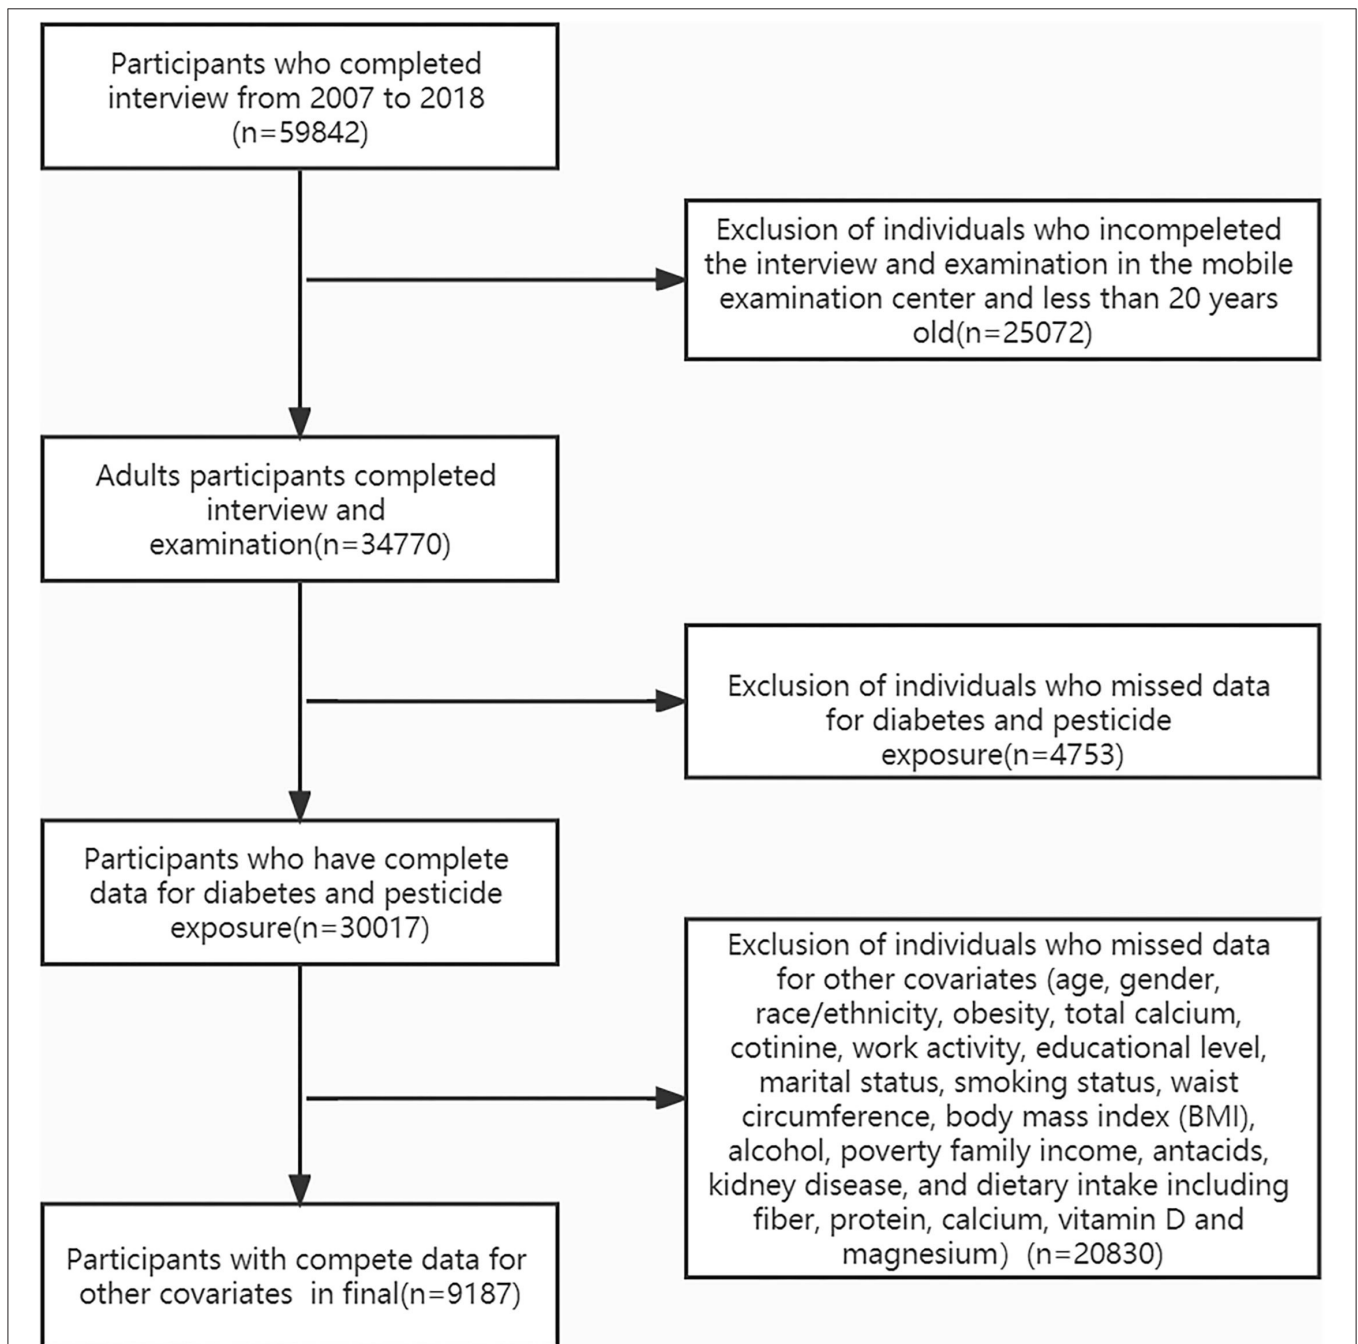 Participants who completed
interview from 2007 to 2018
(n=59842)
Exclusion of individuals who incompeleted
the interview and examination in the mobile
examination center and less than 20 years
old(n=25072)
Adults participants completed
interview and
examination(n=34770)
Exclusion of individuals who missed data
for diabetes and pesticide
exposure(n=4753)
Participants who have complete
data for diabetes and pesticide
exposure(n=30017)
Exclusion of individuals who missed data
for other covariates (age, gender,
race/ethnicity, obesity, total calcium,
cotinine, work activity, educational level,
marital status, smoking status, waist
circumference, body mass index (BMI),
alcohol, poverty family income, antacids,
kidney disease, and dietary intake including
fiber, protein, calcium, vitamin D and
magnesium） (n=20830)
Participants with compete data for
other covariates  in final(n=9187)